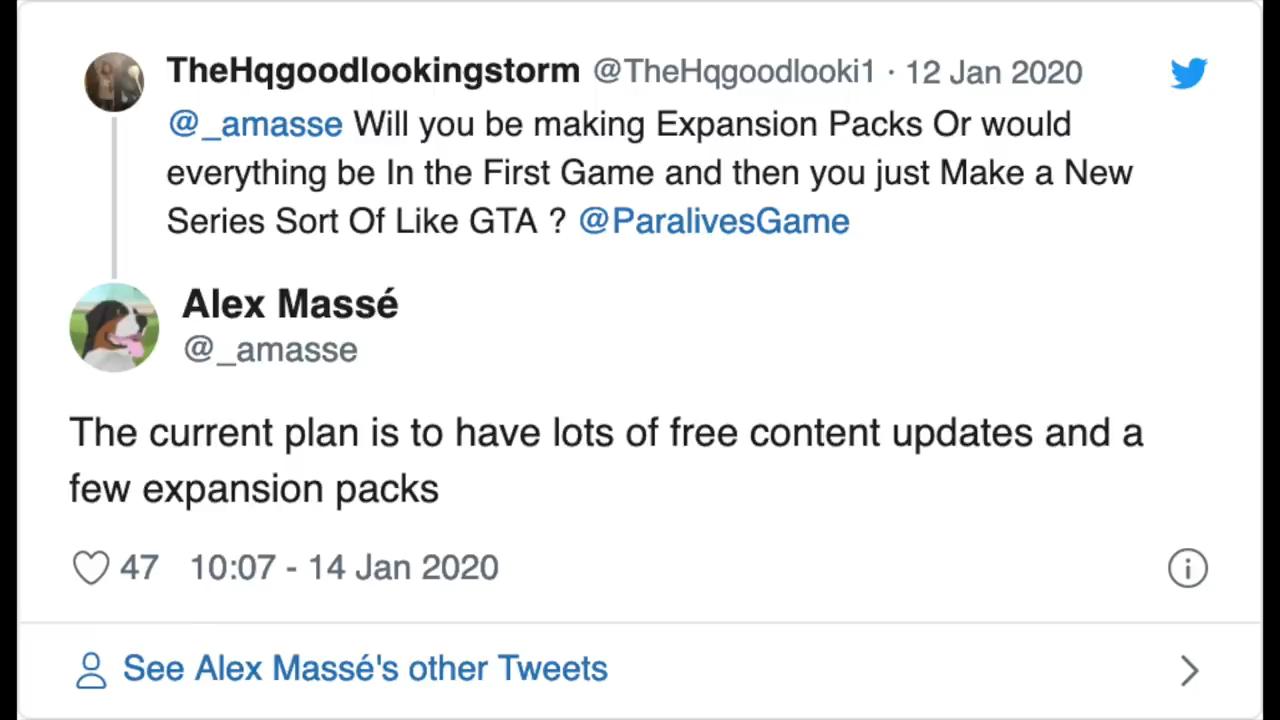 TheHqgoodlookingstorm @TheHqgoodlooki1 · 12 Jan 2020
@_amasse Will you be making Expansion Packs Or would
everything be In the First Game and then you just Make a New
Series Sort Of Like GTA ? @ParalivesGame
Alex Massé
@_amasse
The current plan is to have lots of free content updates and a
few expansion packs
47 10:07 - 14 Jan 2020
See Alex Massé's other Tweets